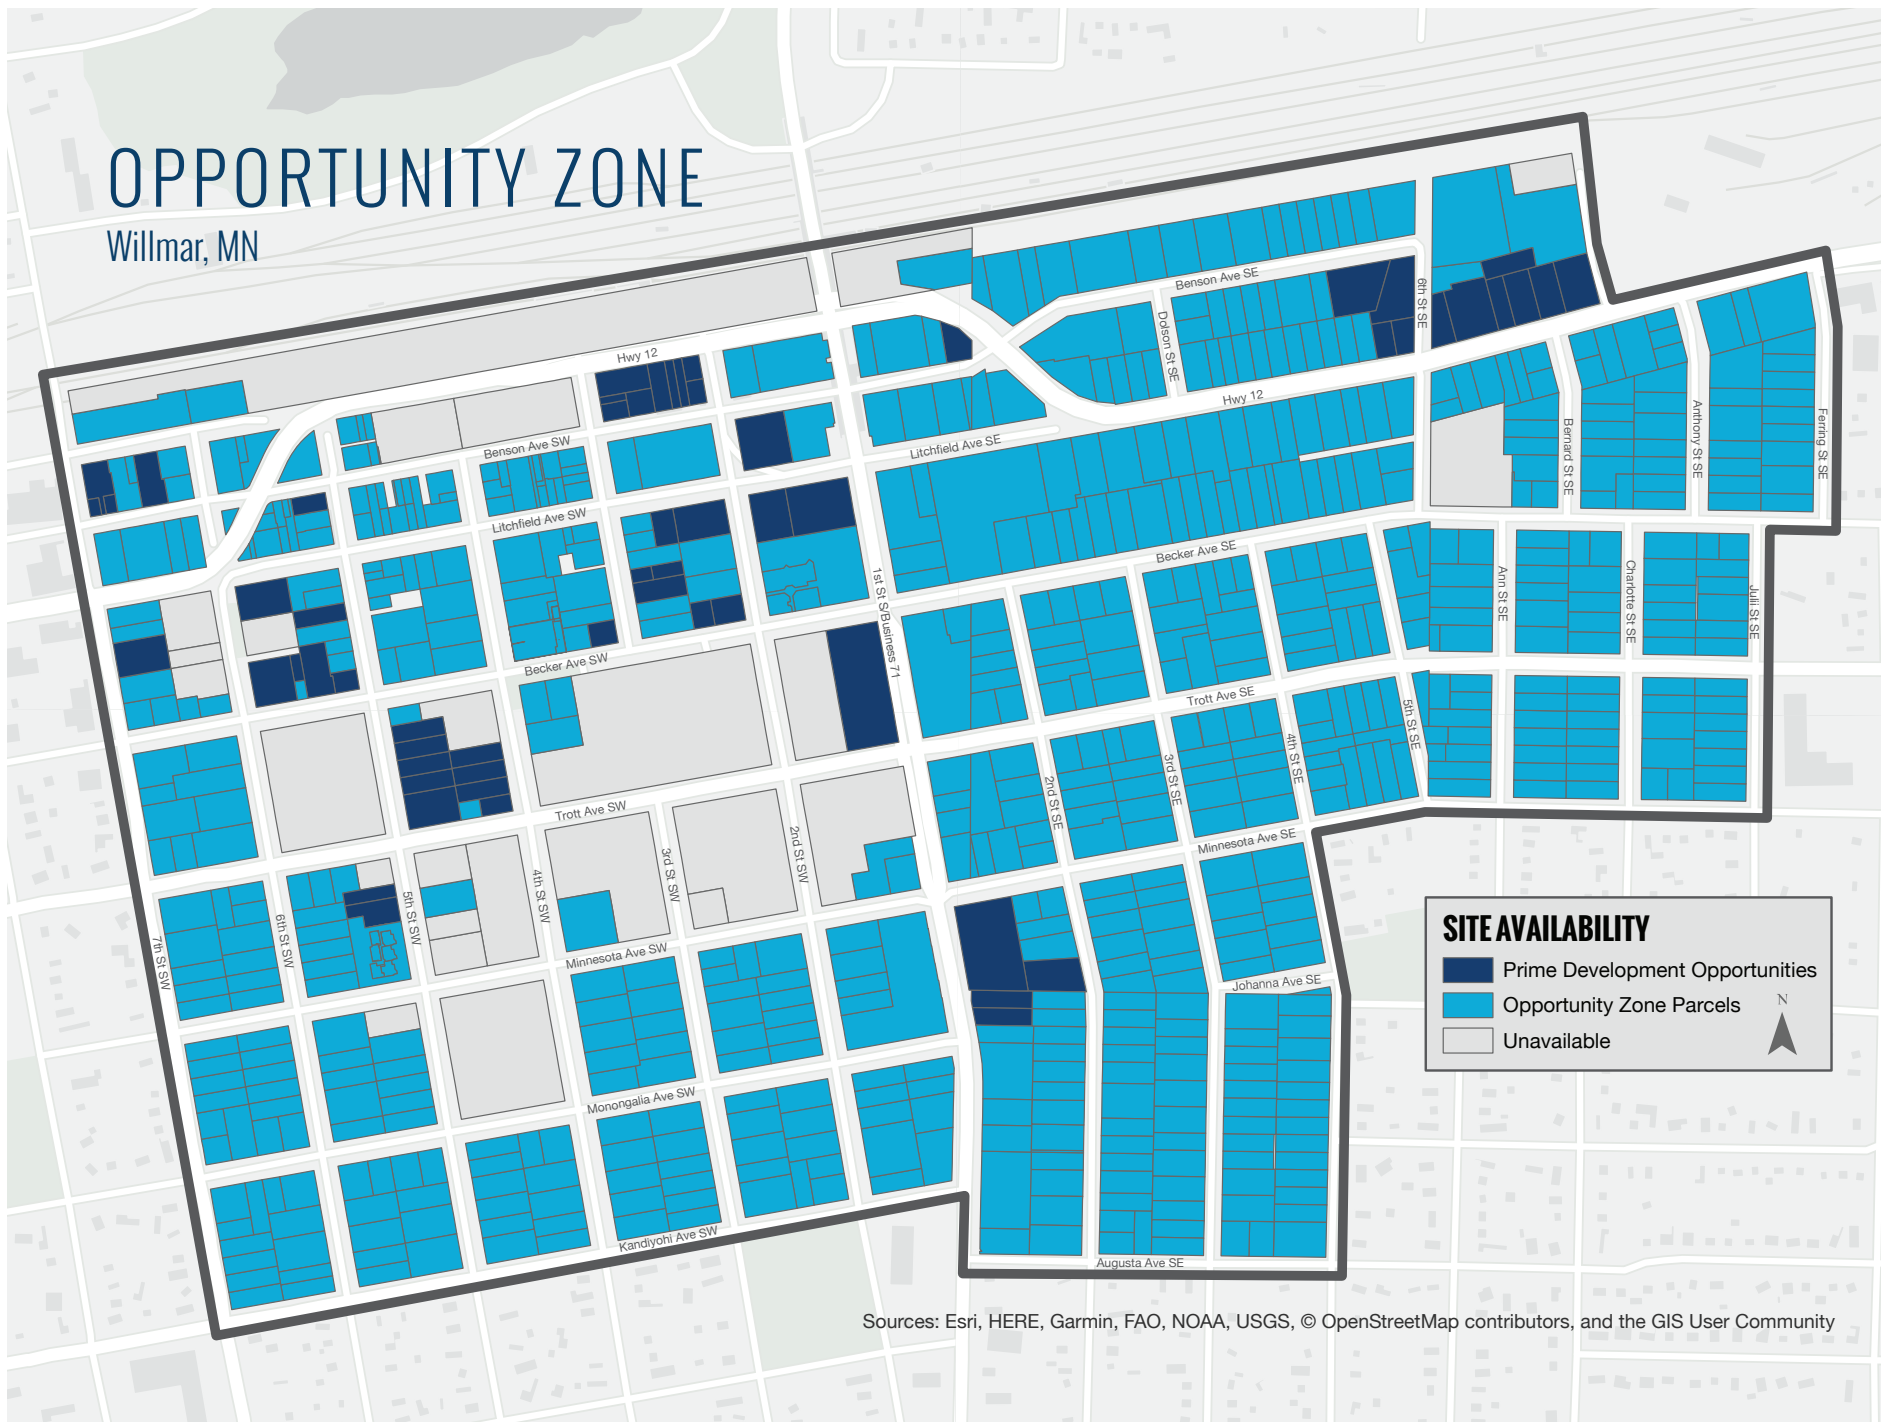 OPPORTUNITY ZONE
Willmar, MN
Hwy 12
Benson Ave SE
6th St SE
Dolson St SE
Hwy 12
Benson Ave SW
Litchfield Ave SE
Bernard St SE
Anthony St SE
Ferring St SE
Litchfield Ave SW
Becker Ave SE
1st St S/Business 71
Ann St SE
Charlotte St SE
Julii St SE
Becker Ave SW
Trott Ave SE
5th St SE
4th St SE
3rd St SE
2nd St SE
Trott Ave SW
Minnesota Ave SE
2nd St SW
3rd St SW
4th St SW
5th St SW
6th St SW
7th St SW
Minnesota Ave SW
Johanna Ave SE
Monongalia Ave SW
Kandiyohi Ave SW
Augusta Ave SE
SITE AVAILABILITY
Prime Development Opportunities
Opportunity Zone Parcels
Unavailable
N
Sources: Esri, HERE, Garmin, FAO, NOAA, USGS, © OpenStreetMap contributors, and the GIS User Community